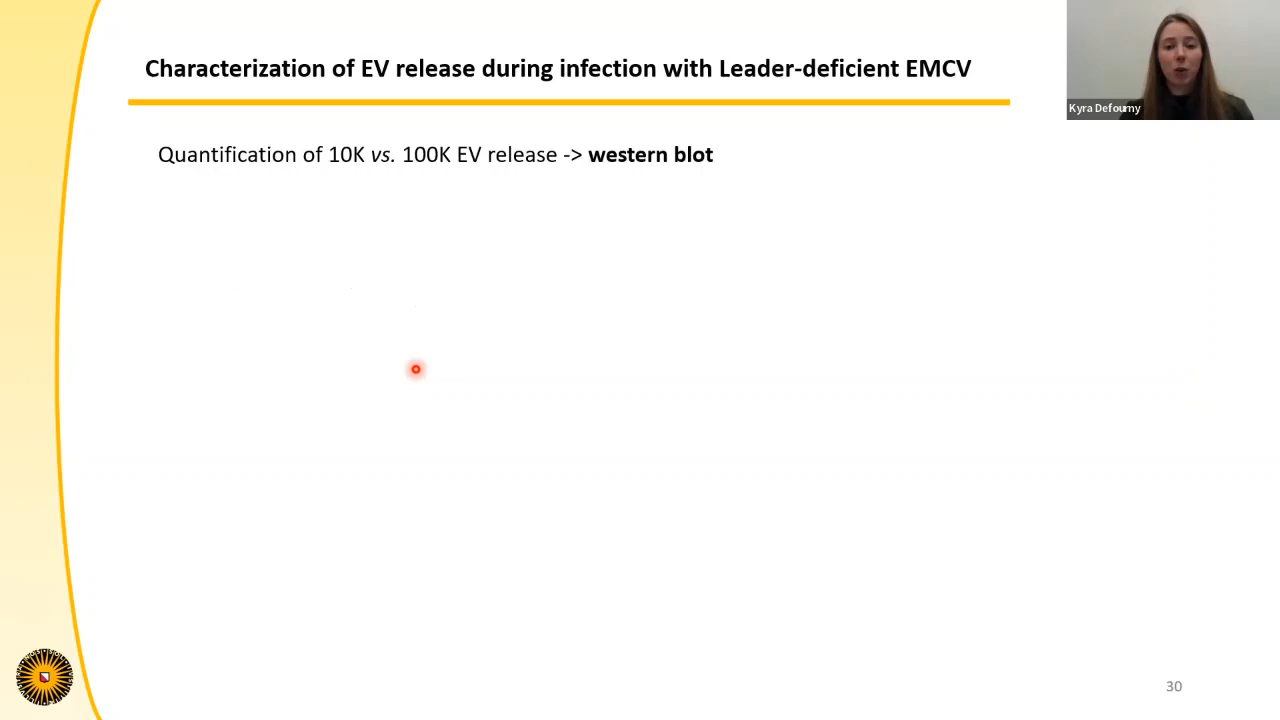 Characterization of EV release during infection with Leader-deficient EMCV
Kyra Defourny
Quantification of 10K vs. 100K EV release -> western blot
30